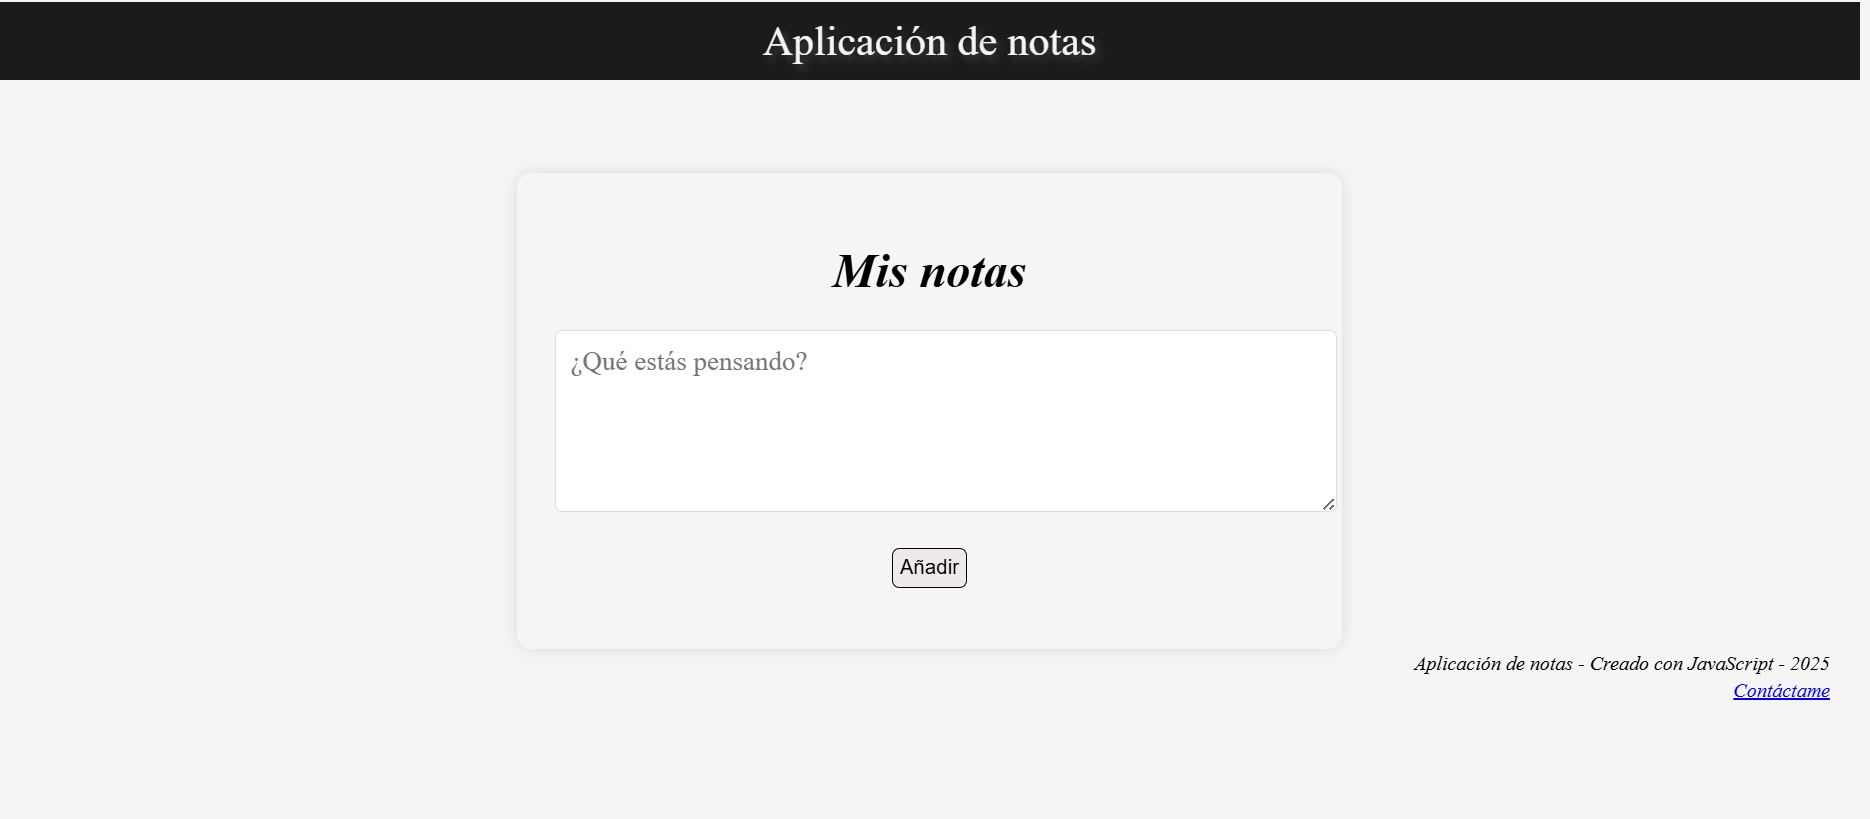 Aplicación de notas
Mis notas
¿Qué estás pensando?
Añadir
Aplicación de notas - Creado con JavaScript - 2025
Contáctame